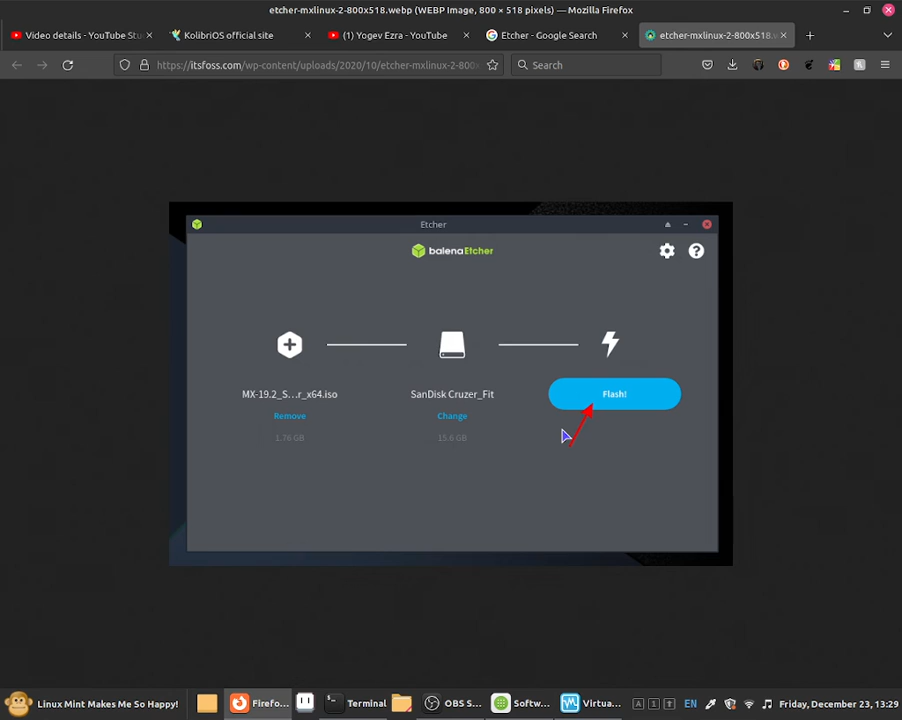 etcher-mxlinux-2-800x518.webp (WEBP Image, 800 × 518 pixels) — Mozilla Firefox
Video details - YouTube Stu
KolibriOS official site
(1) Yogev Ezra - YouTube
Etcher - Google Search
etcher-mxlinux-2-800x518.w
https://itsfoss.com/wp-content/uploads/2020/10/etcher-mxlinux-2-800x
Search
Etcher
balenaEtcher
MX-19.2_S...r_x64.iso
SanDisk Cruzer_Fit
Flash!
Remove
Change
1.76 GB
15.6 GB
Linux Mint Makes Me So Happy!
Firefo...
Terminal
OBS S...
Softw...
Virtua...
A
1
EN
Friday, December 23, 13:29